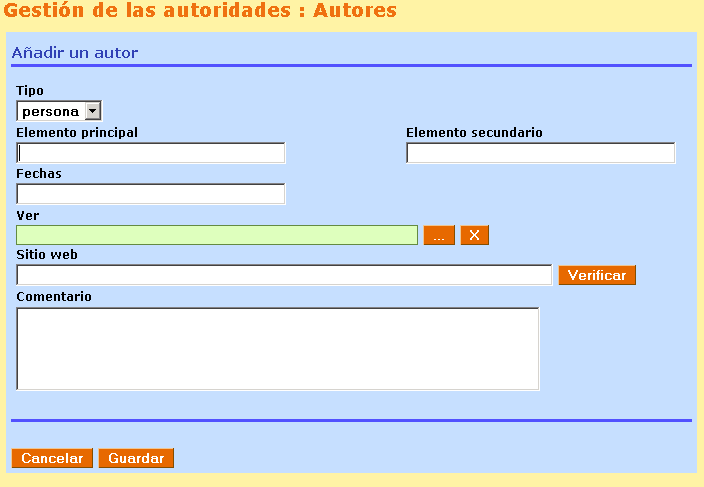 Gestión de las autoridades : Autores
Añadir un autor
Tipo
persona
Elemento principal Elemento secundario
Fechas
Ver
... X
Sitio web
Verificar
Comentario
Cancelar Guardar